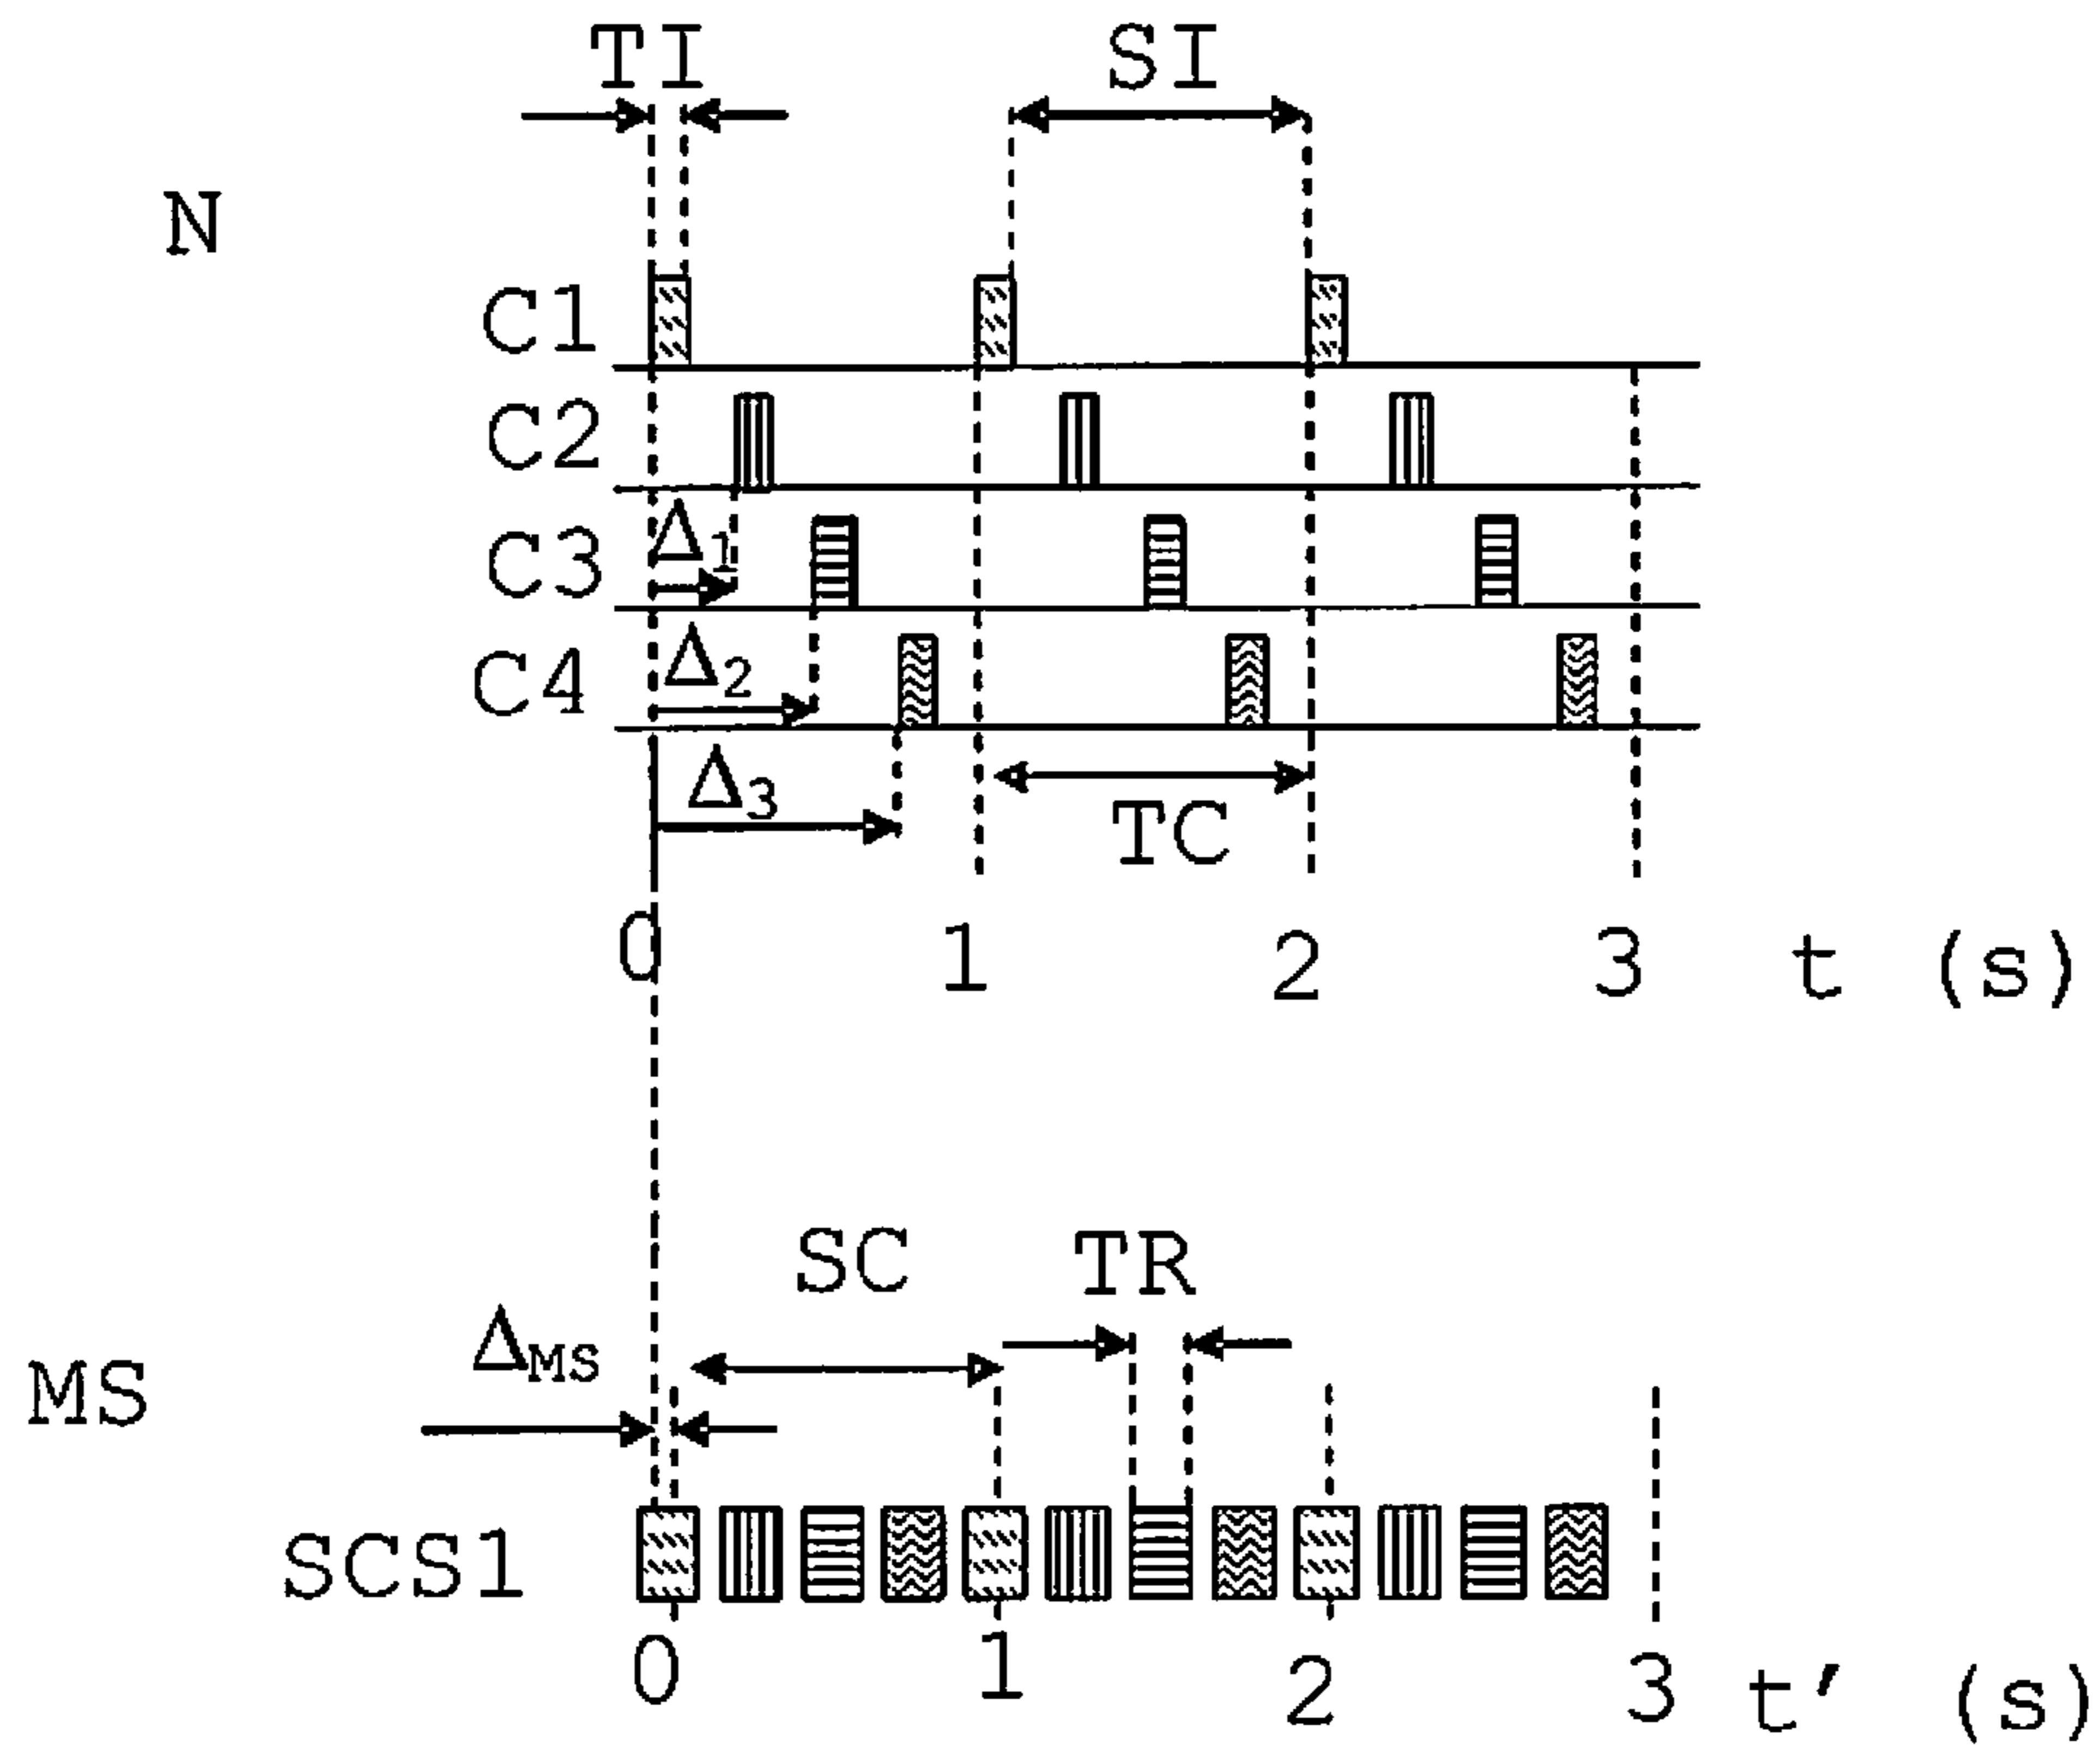 TI SI
N
C1
C2
Δ1
C3
Δ2
C4
Δ3
TC
0 1 2 3 t (s)
SC TR
ΔMS
MS
SCS1
0 1 2 3 t' (s)